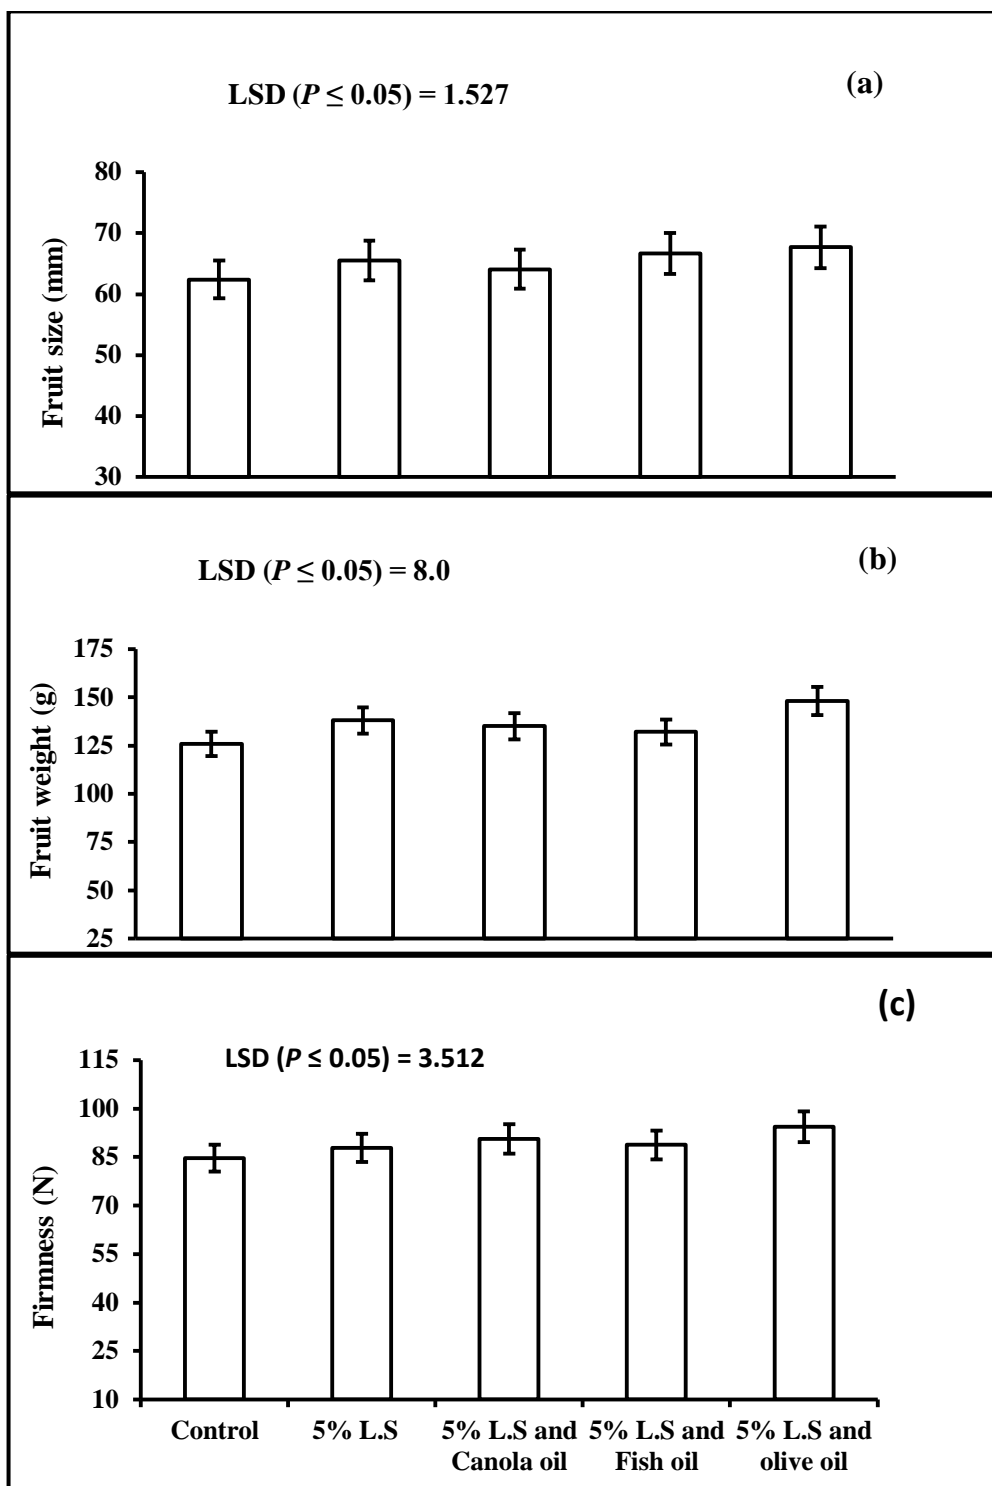 LSD (P ≤ 0.05) = 1.527
(a)
80
70
60
50
40
30
Fruit size (mm)
LSD (P ≤ 0.05) = 8.0
(b)
175
150
125
100
75
50
25
Fruit weight (g)
(c)
LSD (P ≤ 0.05) = 3.512
115
100
85
70
55
40
25
10
Firmness (N)
Control
5% L.S
5% L.S and
Canola oil
5% L.S and
Fish oil
5% L.S and
olive oil